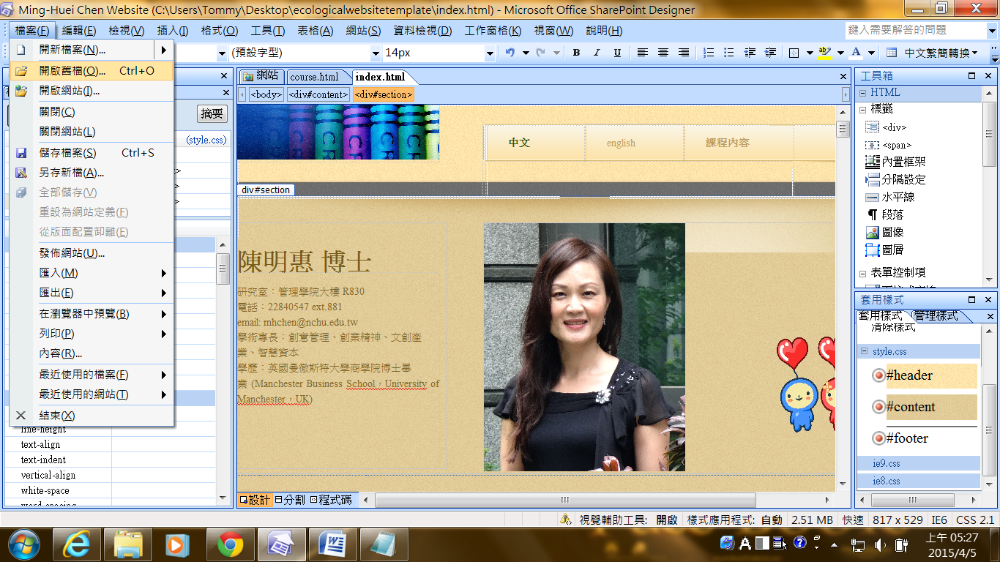 Ming-Huei Chen Website (C:\Users\Tommy\Desktop\ecologicalwebsitetemplate\index.html) - Microsoft Office SharePoint Designer
檔案(F) 編輯(E) 檢視(V) 插入(I) 格式(O) 工具(T) 表格(A) 網站(S) 資料檢視(D) 工作窗格(K) 視窗(W) 說明(H) 鍵入需要解答的問題
(預設字型) 14px B I U ab A 中文繁簡轉換
開新檔案(N)...
開啟舊檔(O)... Ctrl+O
開啟網站(I)...
關閉(C)
關閉網站(L)
儲存檔案(S) Ctrl+S
另存新檔(A)...
全部儲存(V)
重設為網站定義(F)
從版面配置卸離(E)
發佈網站(U)...
匯入(M)
匯出(E)
在瀏覽器中預覽(B)
列印(P)
內容(R)...
最近使用的檔案(F)
最近使用的網站(T)
結束(X)
摘要
(style.css)
line-height
text-align
text-indent
vertical-align
white-space
word-spacing
網站 course.html index.html
<body> <div#content> <div#section>
中文 english 課程內容
div#section
陳明惠 博士
研究室：管理學院大樓 R830
電話：22840547 ext.881
email: mhchen@nchu.edu.tw
學術專長：創意管理、創業精神、文創產
業、智慧資本
學歷：英國曼徹斯特大學商學院博士畢
業 (Manchester Business School，University of
Manchester，UK)
設計 分割 程式碼
工具箱
HTML
標籤
<div>
<span>
內置框架
分隔設定
水平線
段落
圖像
圖層
表單控制項
套用樣式
套用樣式 管理樣式
清除樣式
style.css
#header
#content
#footer
ie9.css
ie8.css
視覺輔助工具: 開啟 樣式應用程式: 自動 2.51 MB 快速 817 x 529 IE6 CSS 2.1
上午 05:27
2015/4/5